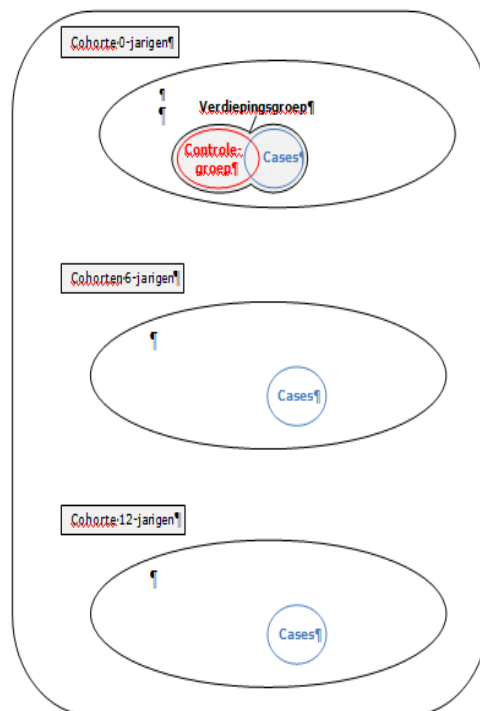 Cohorte·0-jarigen¶
¶
¶
Verdiepingsgroep¶
Controle-
groep¶
Cases¶
Cohorten·6-jarigen¶
¶
Cases¶
Cohorte·12-jarigen¶
¶
Cases¶